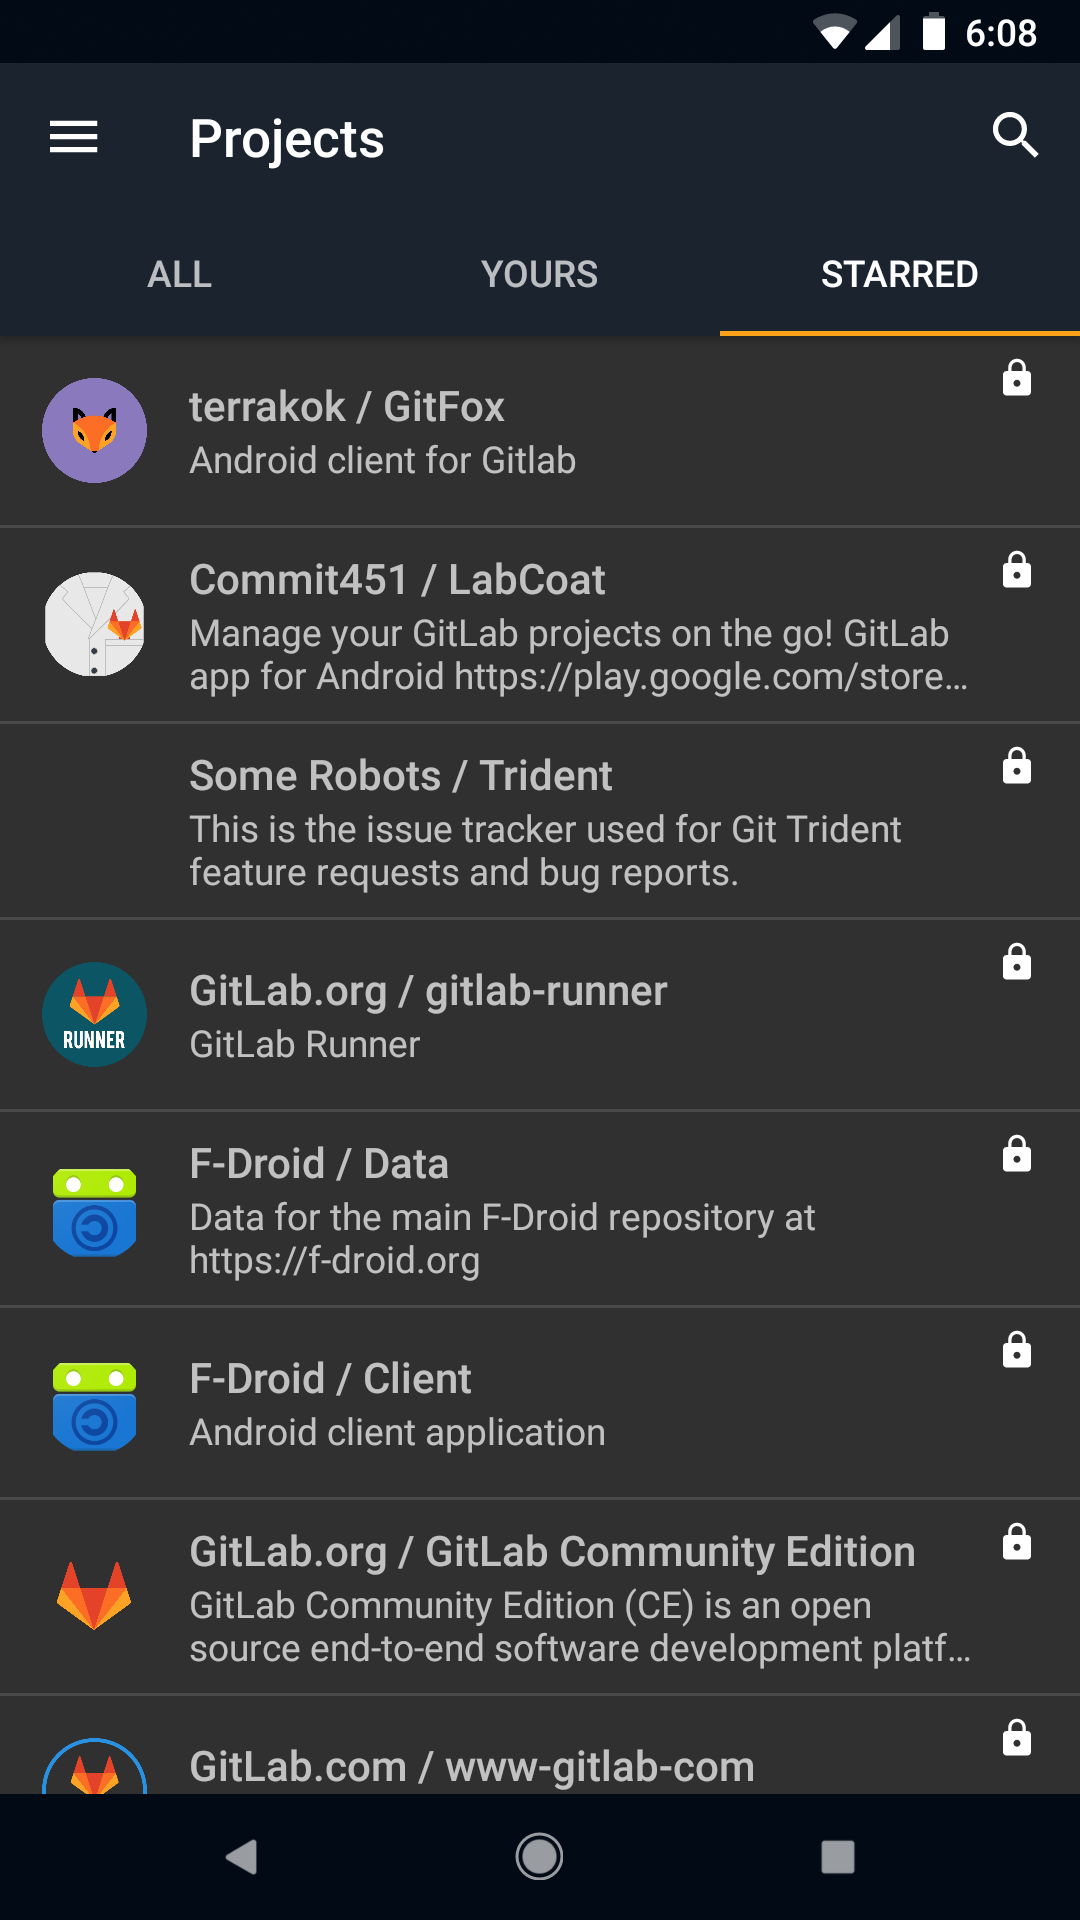 6:08
Projects
ALL
YOURS
STARRED
terrakok / GitFox
Android client for Gitlab
Commit451 / LabCoat
Manage your GitLab projects on the go! GitLab
app for Android https://play.google.com/store...
Some Robots / Trident
This is the issue tracker used for Git Trident
feature requests and bug reports.
RUNNER
GitLab.org / gitlab-runner
GitLab Runner
F-Droid / Data
Data for the main F-Droid repository at
https://f-droid.org
F-Droid / Client
Android client application
GitLab.org / GitLab Community Edition
GitLab Community Edition (CE) is an open
source end-to-end software development platf...
GitLab.com / www-gitlab-com